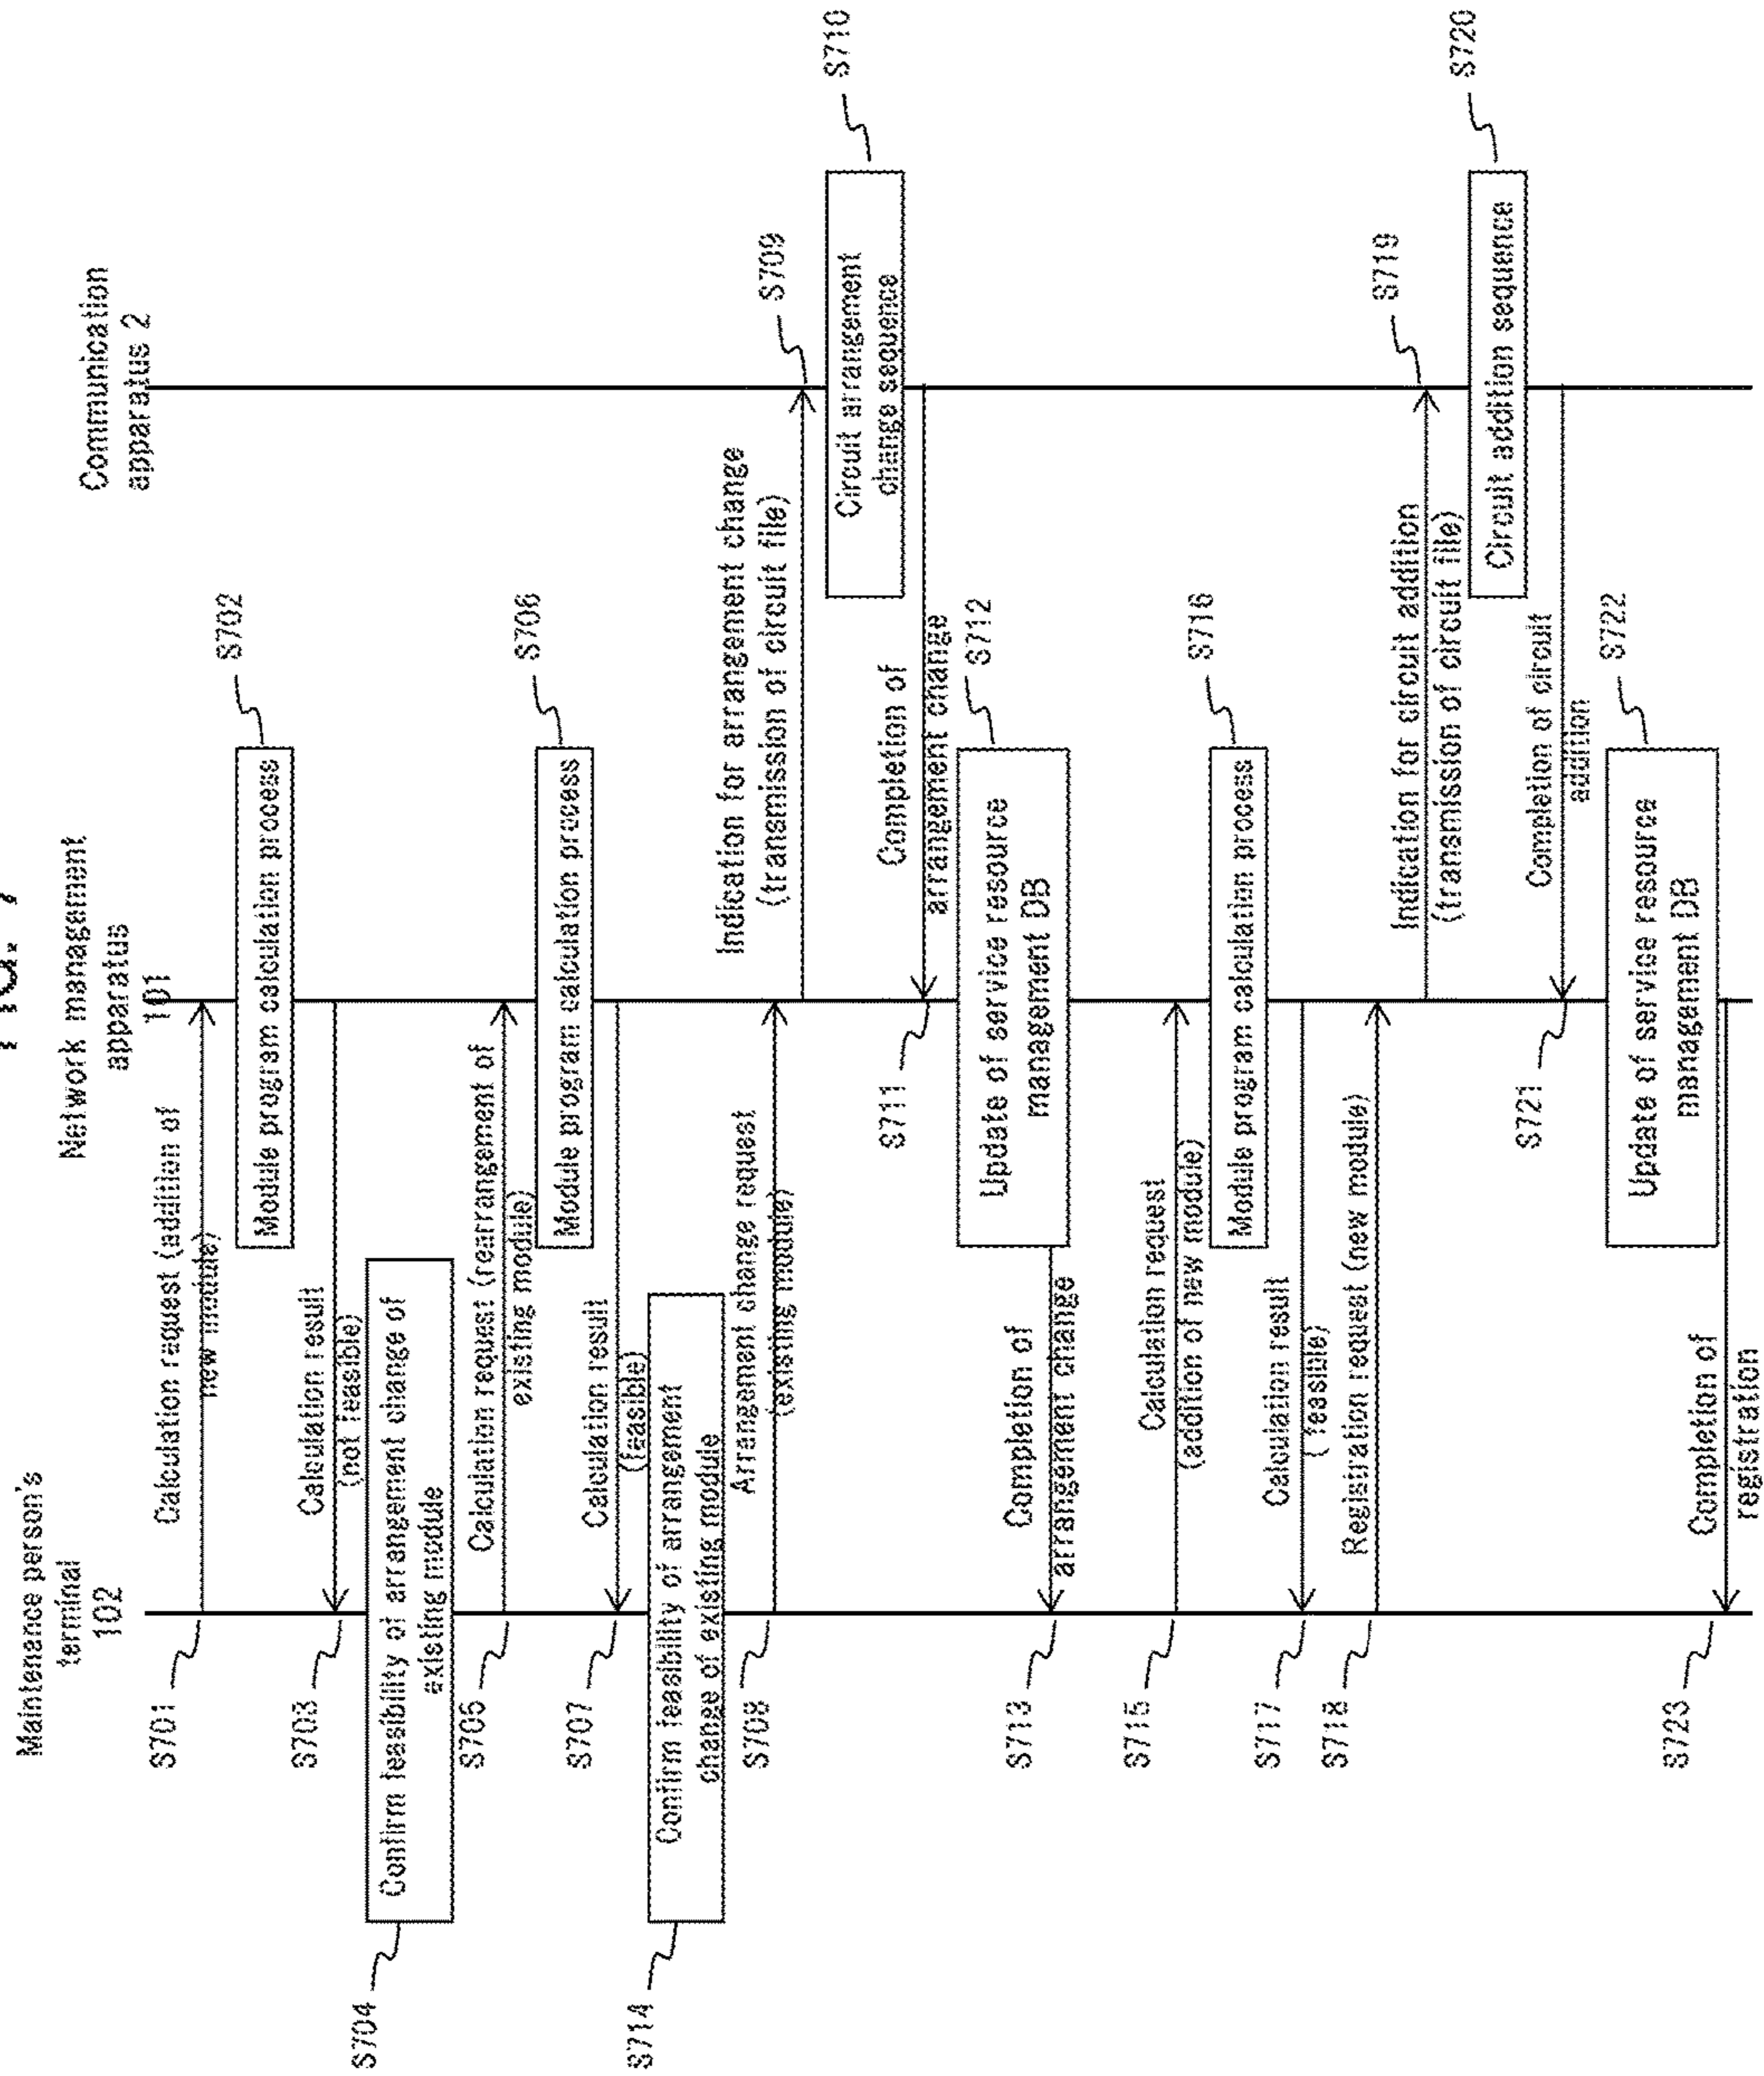 FIG. 7
Maintenance person's
terminal
102
Network management
apparatus
101
Communication
apparatus 2
S701
Calculation request (addition of
new module)
S702
Module program calculation process
S703
Calculation result
(not feasible)
S704
Confirm feasibility of arrangement change of
existing module
S705
Calculation request (rearrangement of
existing module)
S706
Module program calculation process
S707
Calculation result
(feasible)
S714
Confirm feasibility of arrangement
change of existing module
S708
Arrangement change request
(existing module)
Indication for arrangement change
(transmission of circuit file)
S709
S710
Circuit arrangement
change sequence
S711
Completion of
arrangement change
S712
Update of service resource
management DB
S713
Completion of
arrangement change
S715
Calculation request
(addition of new module)
S716
Module program calculation process
S717
Calculation result
( feasible)
S718
Registration request (new module)
Indication for circuit addition
(transmission of circuit file)
S719
S720
Circuit addition sequence
S721
Completion of circuit
addition
S722
Update of service resource
management DB
S723
Completion of
registration